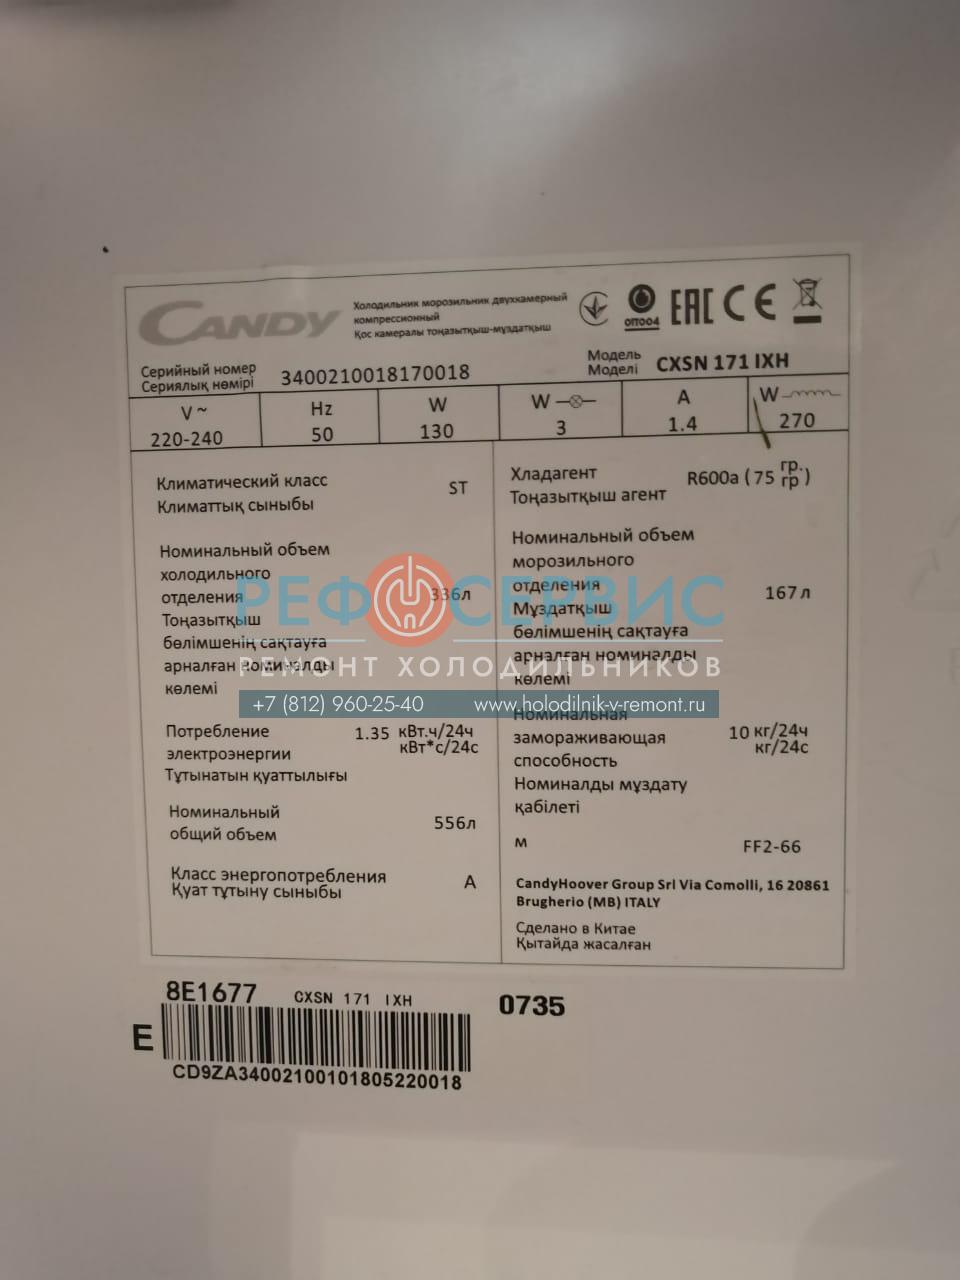 CANDY
Холодильник морозильник двухкамерный
компрессионный
Қос камералы тоңазытқыш-мұздатқыш
ОПП004 EAC CE
Серийный номер
Сериялық нөмірі
3400210018170018
Модель
Моделі
CXSN 171 IXH
V ~ Hz W W A W
220-240 50 130 3 1.4 270
Климатический класс
Климаттық сыныбы
ST
Номинальный объем
холодильного
отделения
Тоңазытқыш
бөлімшенің сақтауға
арналған номиналды
көлемі
336л
Потребление
электроэнергии
Тұтынатын қуаттылығы
1.35 кВт.ч/24ч
кВт*с/24с
Номинальный
общий объем
556л
Класс энергопотребления
Қуат тұтыну сыныбы
A
Хладагент
Тоңазытқыш агент
R600a (75 гр.
гр)
Номинальный объем
морозильного
отделения
Мұздатқыш
бөлімшенің сақтауға
арналған номиналды
көлемі
167л
Номинальная
замораживающая
способность
Номиналды мұздату
қабілеті
10 кг/24ч
кг/24с
м
FF2-66
CandyHoover Group Srl Via Comolli, 16 20861
Brugherio (MB) ITALY
Сделано в Китае
Қытайда жасалған
РЕФОСЕРВИС
РЕМОНТ ХОЛОДИЛЬНИКОВ
+7 (812) 960-25-40 www.holodilnik-v-remont.ru
8E1677 CXSN 171 IXH 0735
E
CD9ZA34002100101805220018